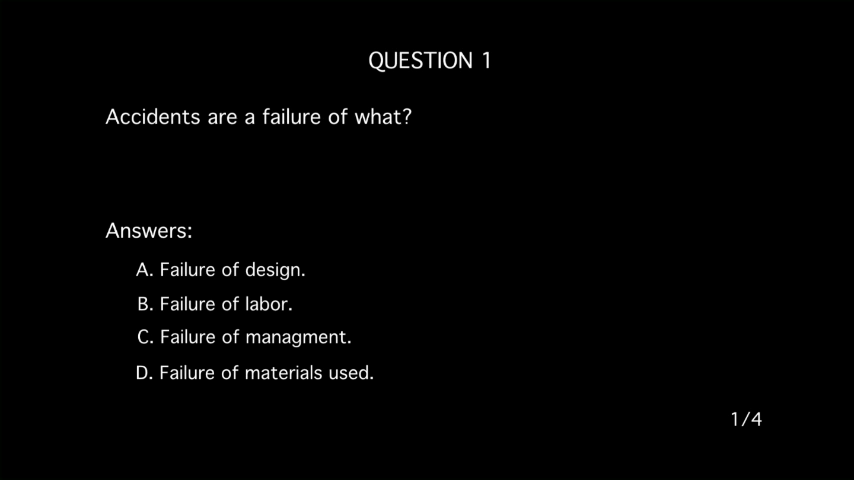 QUESTION 1
Accidents are a failure of what?
Answers:
A. Failure of design.
B. Failure of labor.
C. Failure of managment.
D. Failure of materials used.
1/4